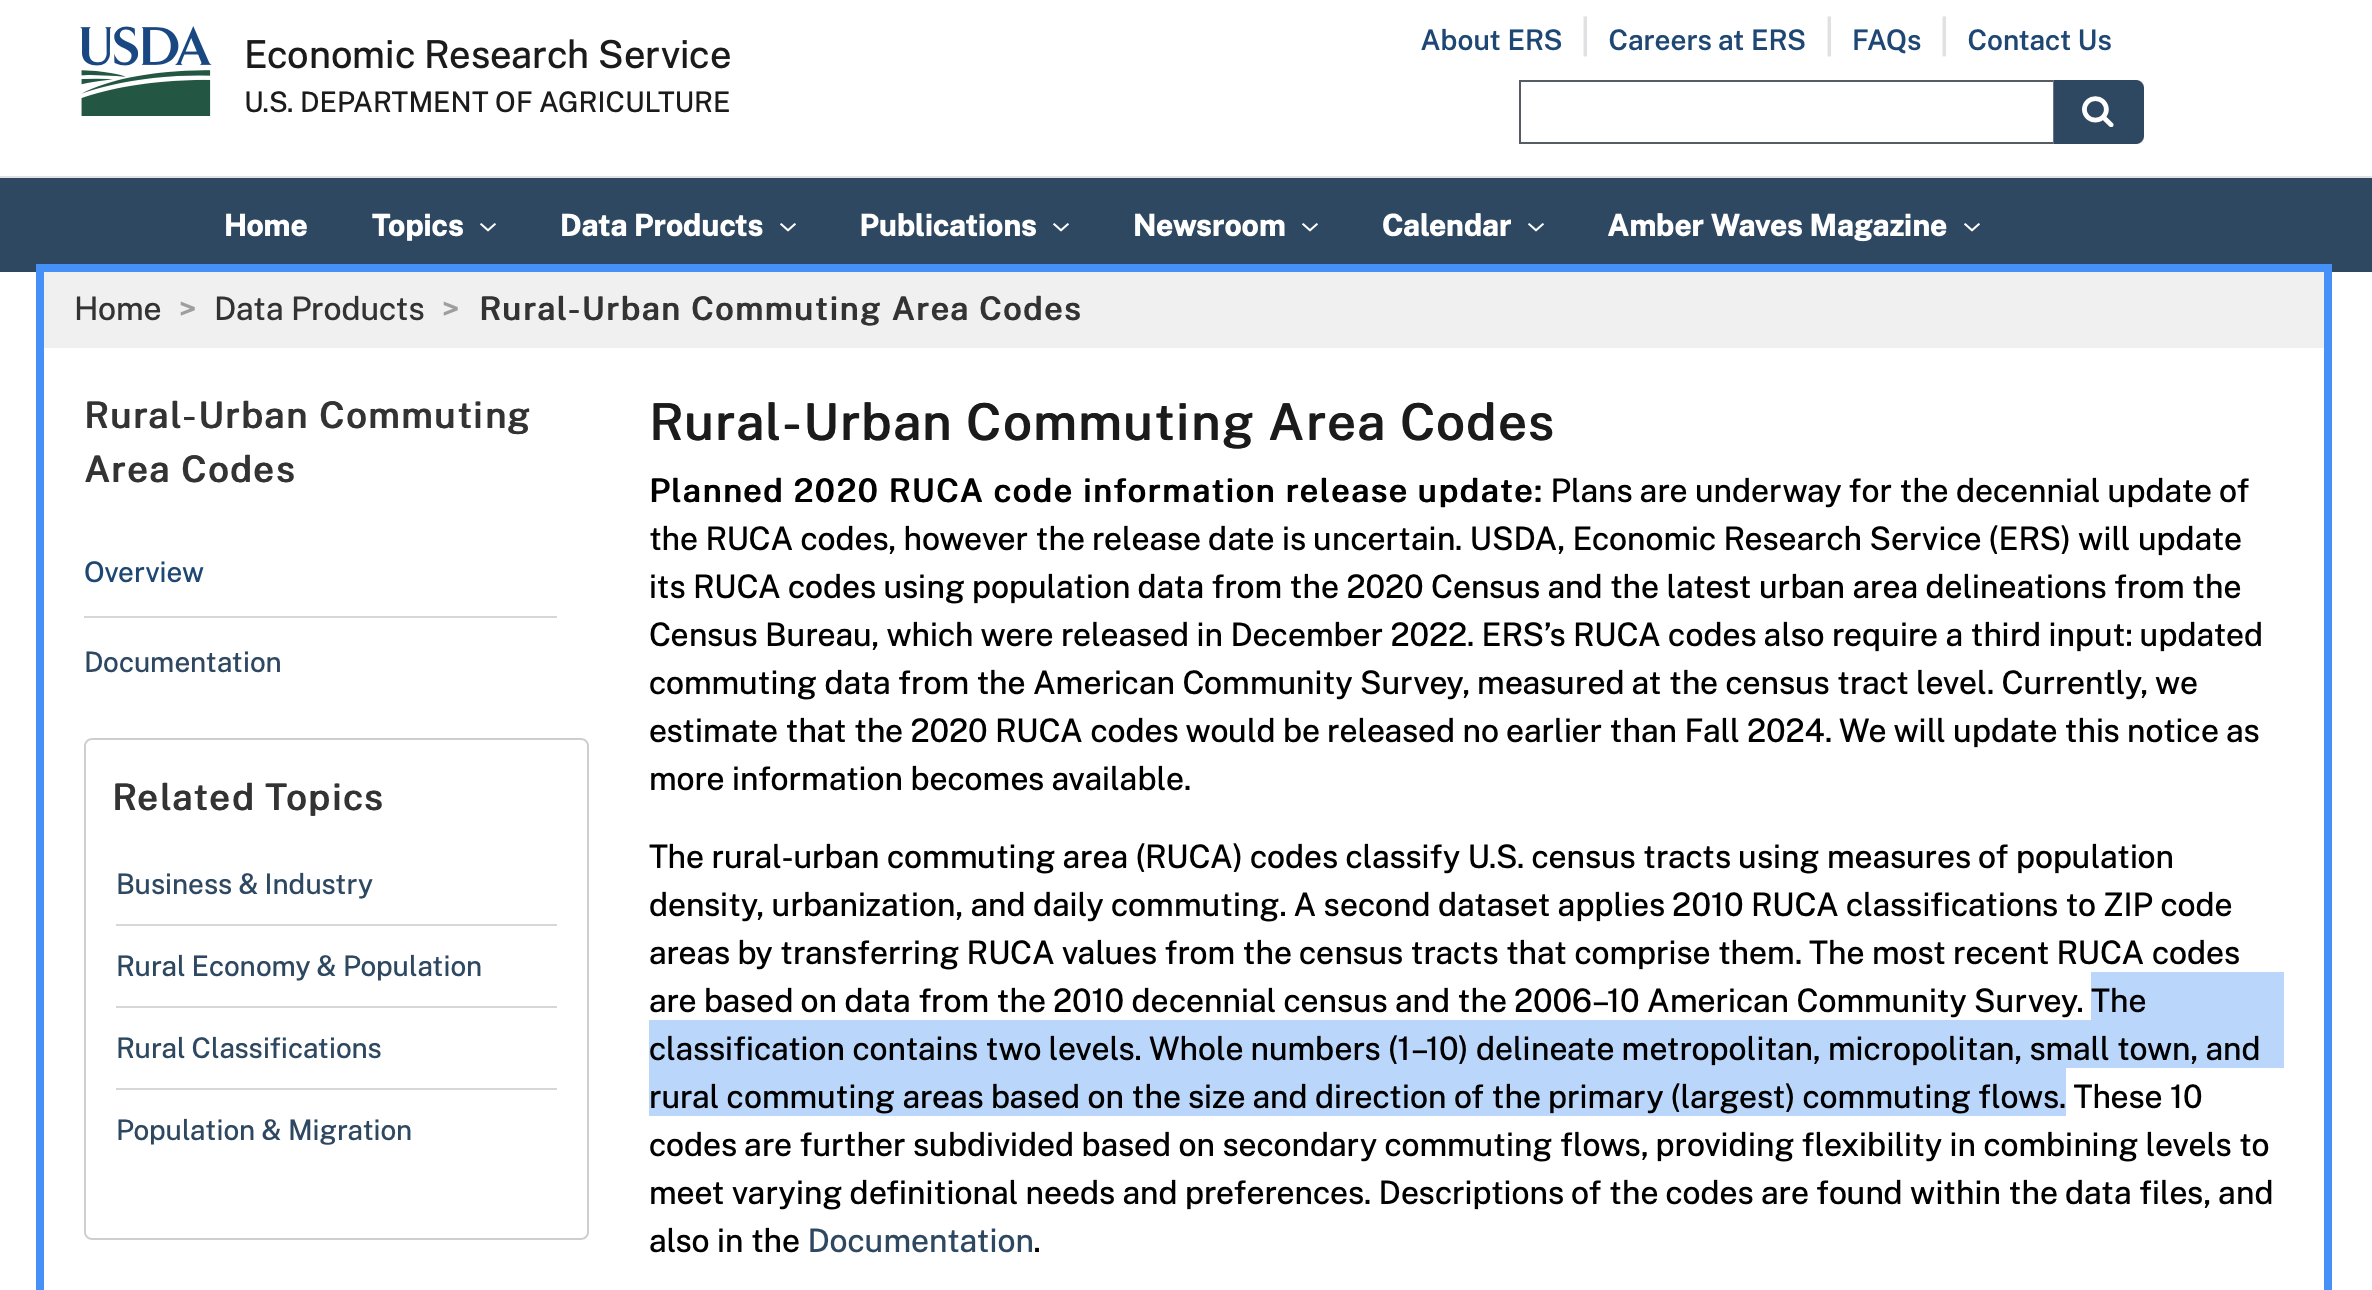 USDA
Economic Research Service
U.S. DEPARTMENT OF AGRICULTURE
About ERS
Careers at ERS
FAQs
Contact Us
Home
Topics
Data Products
Publications
Newsroom
Calendar
Amber Waves Magazine
Home > Data Products > Rural-Urban Commuting Area Codes
Rural-Urban Commuting
Area Codes
Overview
Documentation
Related Topics
Business & Industry
Rural Economy & Population
Rural Classifications
Population & Migration
Rural-Urban Commuting Area Codes
Planned 2020 RUCA code information release update: Plans are underway for the decennial update of
the RUCA codes, however the release date is uncertain. USDA, Economic Research Service (ERS) will update
its RUCA codes using population data from the 2020 Census and the latest urban area delineations from the
Census Bureau, which were released in December 2022. ERS’s RUCA codes also require a third input: updated
commuting data from the American Community Survey, measured at the census tract level. Currently, we
estimate that the 2020 RUCA codes would be released no earlier than Fall 2024. We will update this notice as
more information becomes available.
The rural-urban commuting area (RUCA) codes classify U.S. census tracts using measures of population
density, urbanization, and daily commuting. A second dataset applies 2010 RUCA classifications to ZIP code
areas by transferring RUCA values from the census tracts that comprise them. The most recent RUCA codes
are based on data from the 2010 decennial census and the 2006–10 American Community Survey. The
classification contains two levels. Whole numbers (1–10) delineate metropolitan, micropolitan, small town, and
rural commuting areas based on the size and direction of the primary (largest) commuting flows. These 10
codes are further subdivided based on secondary commuting flows, providing flexibility in combining levels to
meet varying definitional needs and preferences. Descriptions of the codes are found within the data files, and
also in the Documentation.